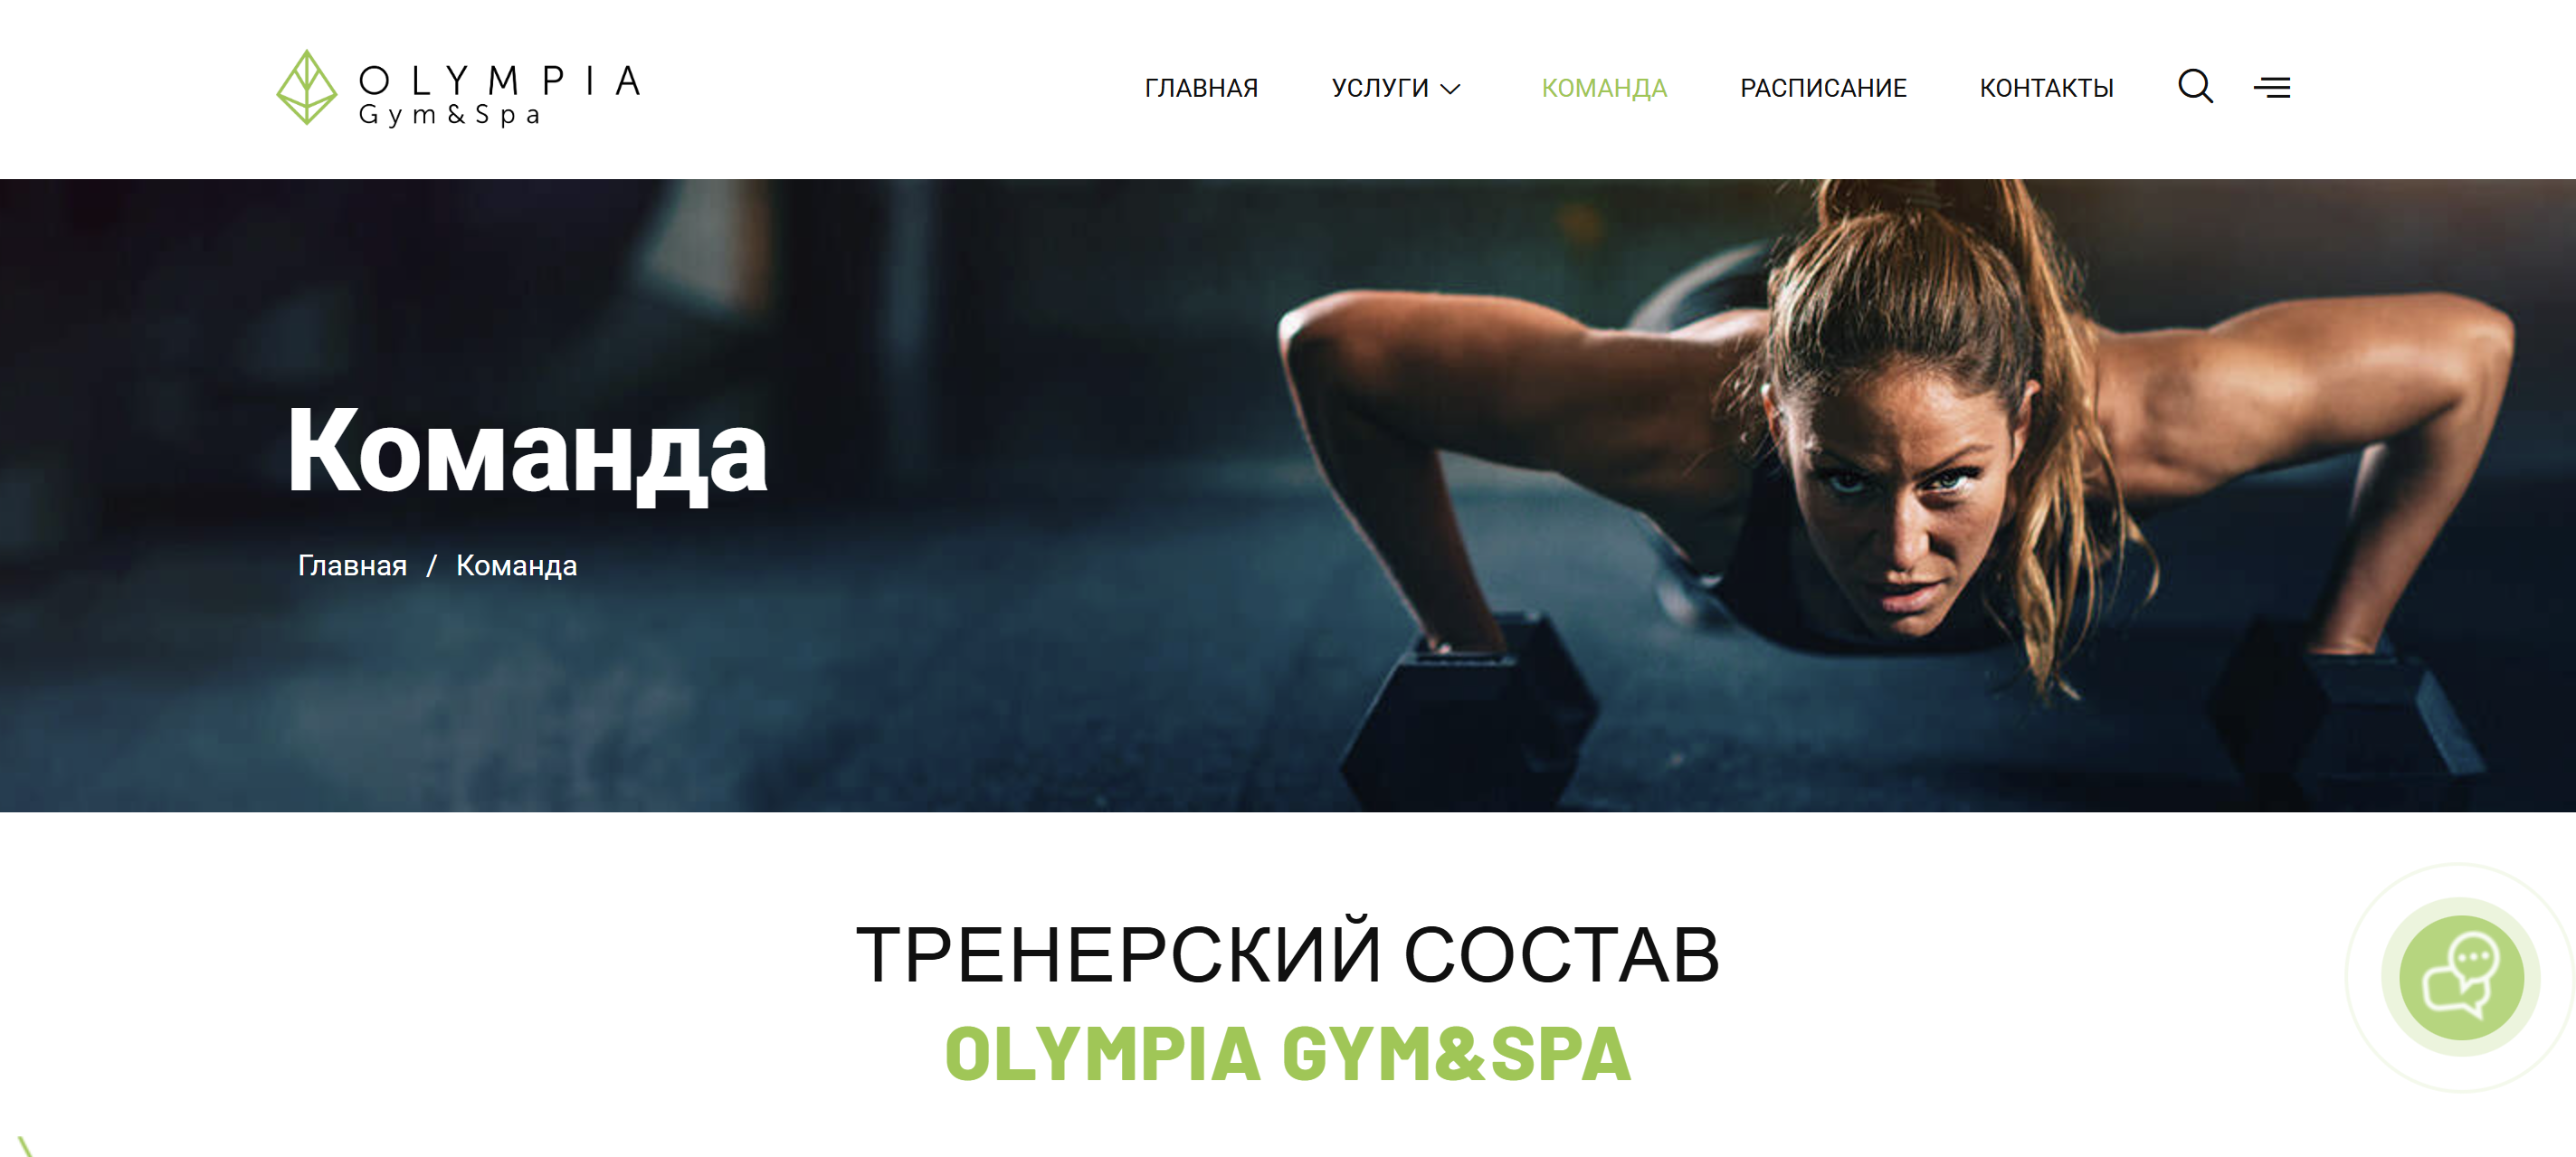 OLYMPIA
Gym&Spa
ГЛАВНАЯ УСЛУГИ КОМАНДА РАСПИСАНИЕ КОНТАКТЫ
Команда
Главная / Команда
ТРЕНЕРСКИЙ СОСТАВ
OLYMPIA GYM&SPA